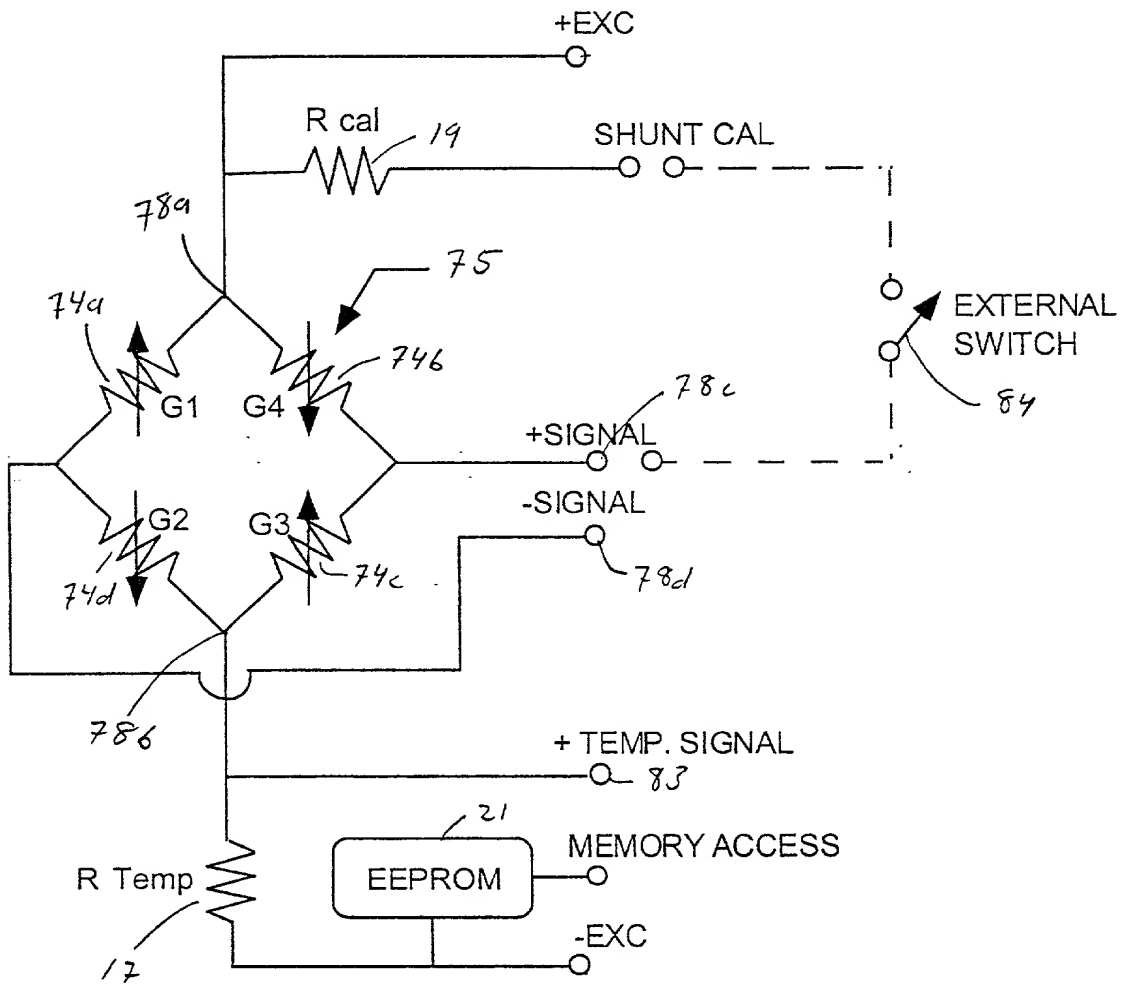 +EXC
R cal
19
SHUNT CAL
78a
75
74a
74b
EXTERNAL
SWITCH
G1
G4
78c
84
+SIGNAL
-SIGNAL
G2
G3
74d
74c
78d
78b
+ TEMP. SIGNAL
83
21
MEMORY ACCESS
R Temp
EEPROM
-EXC
17